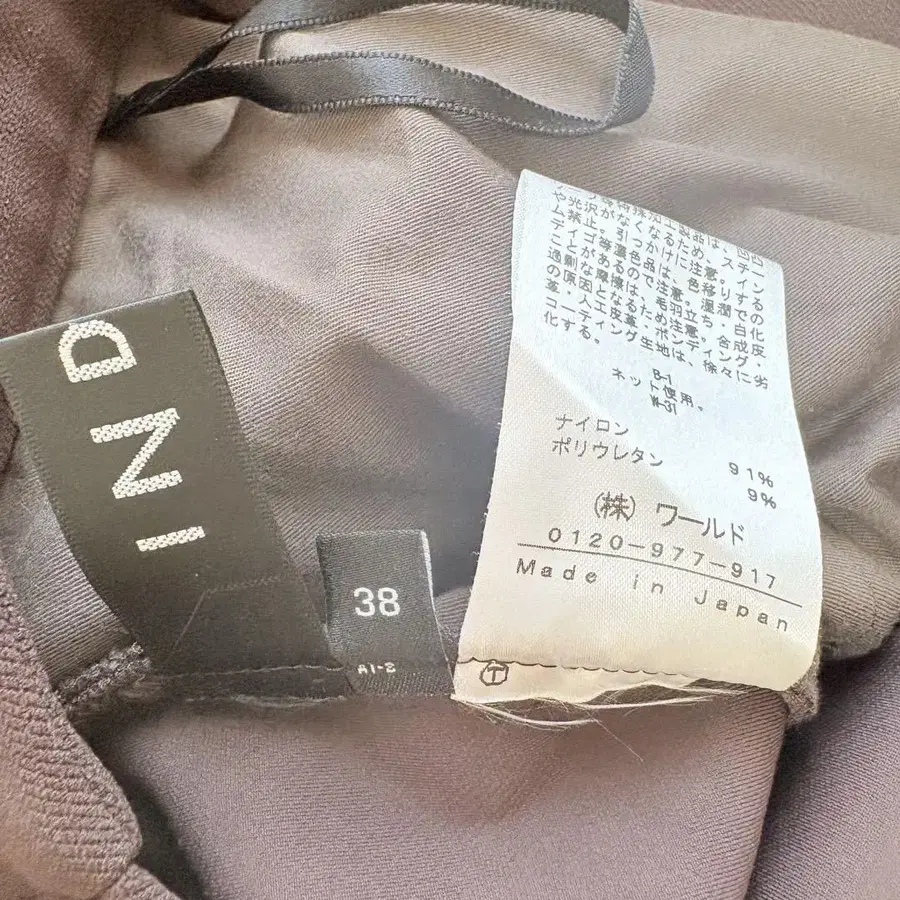 IND
38
A1-2
や光沢がなくなるため、スティン
ム禁止。引っかけに注意。イン
ディゴ等濃色品は、色移りする
ことがあるので注意。湿潤での
過剰な摩擦は、毛羽立ち・白化
の原因となるため注意。合成皮
革・人工皮革・ボンディング・
コーティング生地は、徐々に劣
化する。
B-1
ネット使用。
W-31
ナイロン 91%
ポリウレタン 9%
(株)ワールド
0120-977-917
Made in Japan
T